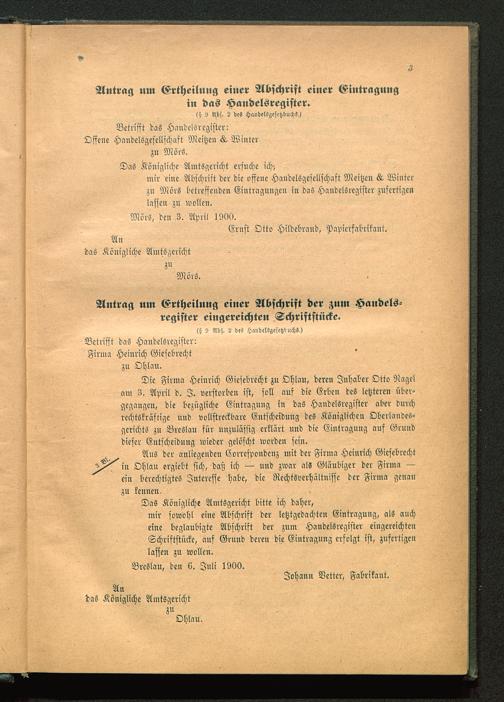 3
Antrag um Ertheilung einer Abschrift einer Eintragung
in das Handelsregister.
(§ 9 Abs. 2 des Handelsgesetzbuchs.)
Betrifft das Handelsregister:
Offene Handelsgesellschaft Meitzen & Winter
zu Mörs.
Das Königliche Amtsgericht ersuche ich,
mir eine Abschrift der die offene Handelsgesellschaft Meitzen & Winter
zu Mörs betreffenden Eintragungen in das Handelsregister zufertigen
lassen zu wollen.
Mörs, den 3. April 1900.
Ernst Otto Hildebrand, Papierfabrikant.
An
das Königliche Amtsgericht
zu
Mörs.
Antrag um Ertheilung einer Abschrift der zum Handels-
register eingereichten Schriftstücke.
(§ 9 Abs. 2 des Handelsgesetzbuchs.)
Betrifft das Handelsregister:
Firma Heinrich Giesebrecht
zu Ohlau.
Die Firma Heinrich Giesebrecht zu Ohlau, deren Inhaber Otto Nagel
am 3. April d. J. verstorben ist, soll auf die Erben des letzteren über-
gegangen, die bezügliche Eintragung in das Handelsregister aber durch
rechtskräftige und vollstreckbare Entscheidung des Königlichen Oberlandes-
gerichts zu Breslau für unzulässig erklärt und die Eintragung auf Grund
dieser Entscheidung wieder gelöscht worden sein.
Aus der anliegenden Correspondenz mit der Firma Heinrich Giesebrecht
3 Bl.
in Ohlau ergiebt sich, daß ich — und zwar als Gläubiger der Firma —
ein berechtigtes Interesse habe, die Rechtsverhältnisse der Firma genau
zu kennen.
Das Königliche Amtsgericht bitte ich daher,
mir sowohl eine Abschrift der letztgedachten Eintragung, als auch
eine beglaubigte Abschrift der zum Handelsregister eingereichten
Schriftstücke, auf Grund deren die Eintragung erfolgt ist, zufertigen
lassen zu wollen.
Breslau, den 6. Juli 1900.
Johann Vetter, Fabrikant.
An
das Königliche Amtsgericht
zu
Ohlau.